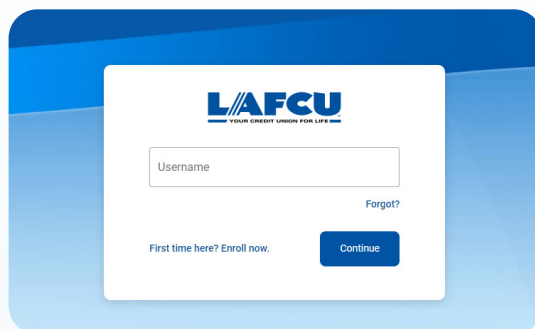 LAFCU
YOUR CREDIT UNION FOR LIFE
Username
Forgot?
First time here? Enroll now.
Continue